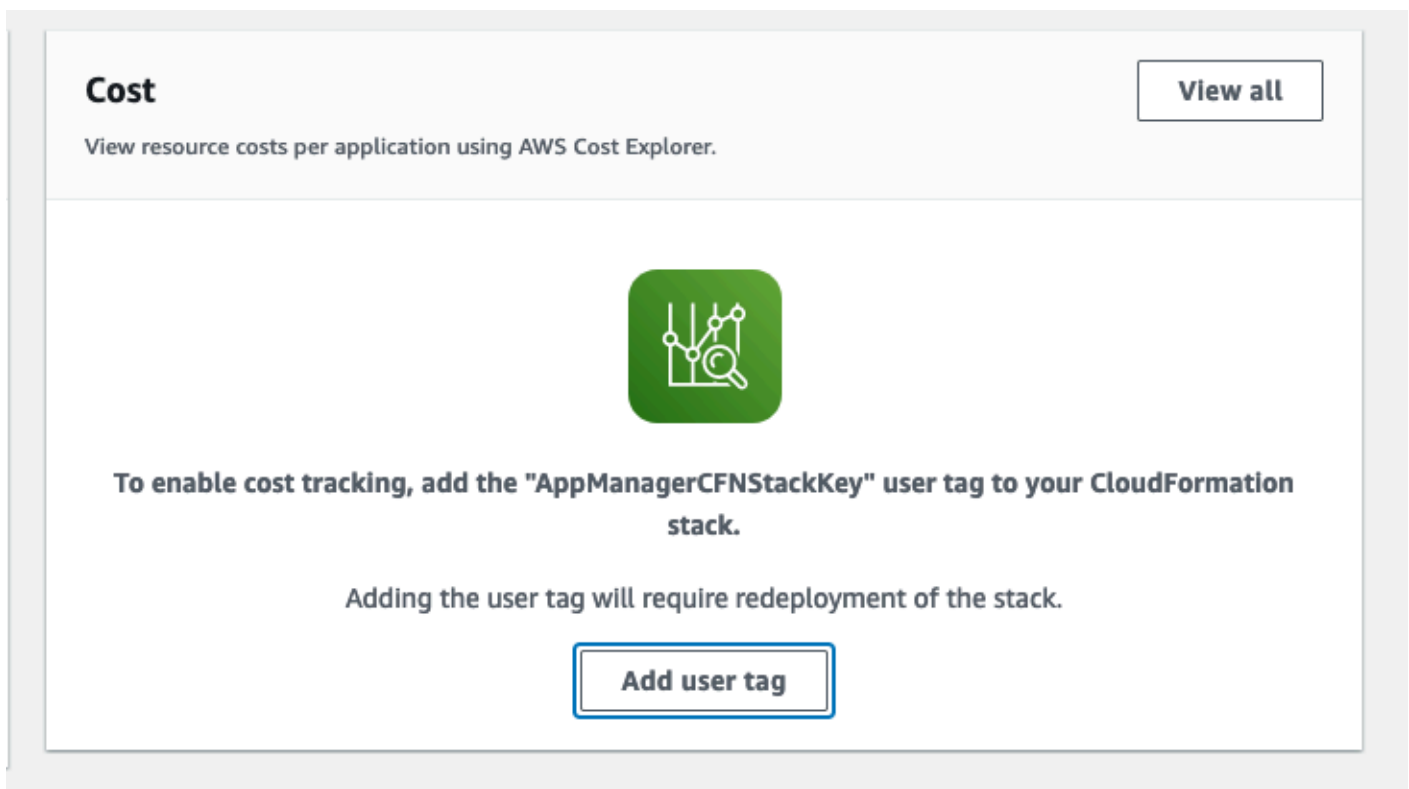 Cost
View all
View resource costs per application using AWS Cost Explorer.
To enable cost tracking, add the "AppManagerCFNStackKey" user tag to your CloudFormation
stack.
Adding the user tag will require redeployment of the stack.
Add user tag